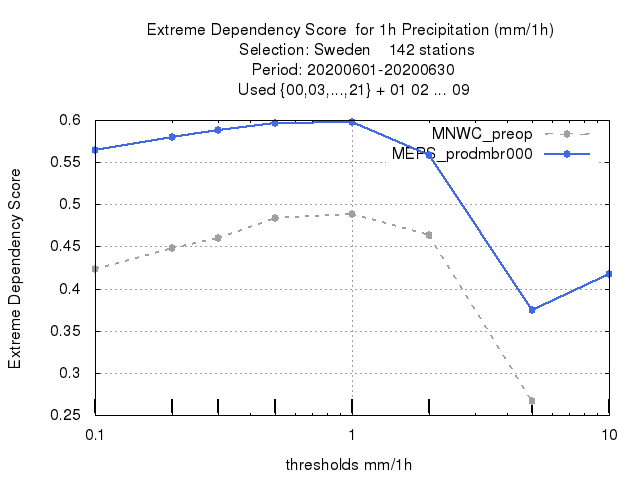 Extreme Dependency Score  for 1h Precipitation (mm/1h)
Selection: Sweden    142 stations
Period: 20200601-20200630
Used {00,03,...,21} + 01 02 ... 09
MNWC_preop
MEPS_prodmbr000
Extreme Dependency Score
0.6
0.55
0.5
0.45
0.4
0.35
0.3
0.25
0.1
1
10
thresholds mm/1h